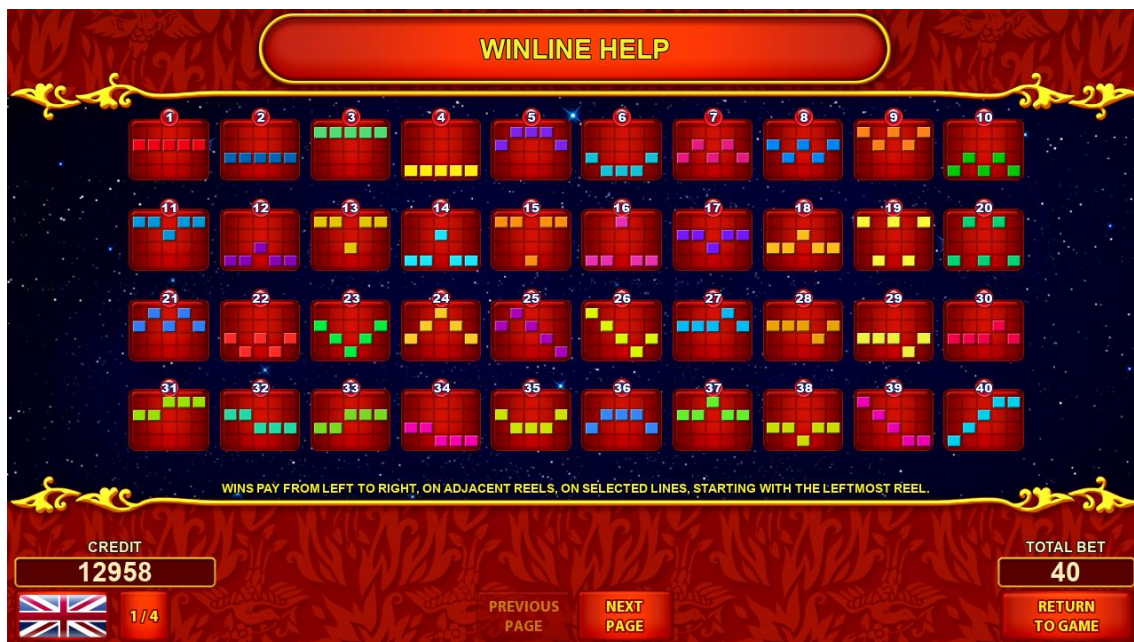 WINLINE HELP
1 2 3 4 5 6 7 8 9 10
11 12 13 14 15 16 17 18 19 20
21 22 23 24 25 26 27 28 29 30
31 32 33 34 35 36 37 38 39 40
WINS PAY FROM LEFT TO RIGHT, ON ADJACENT REELS, ON SELECTED LINES, STARTING WITH THE LEFTMOST REEL.
CREDIT
12958
TOTAL BET
40
1 / 4
PREVIOUS
PAGE
NEXT
PAGE
RETURN
TO GAME